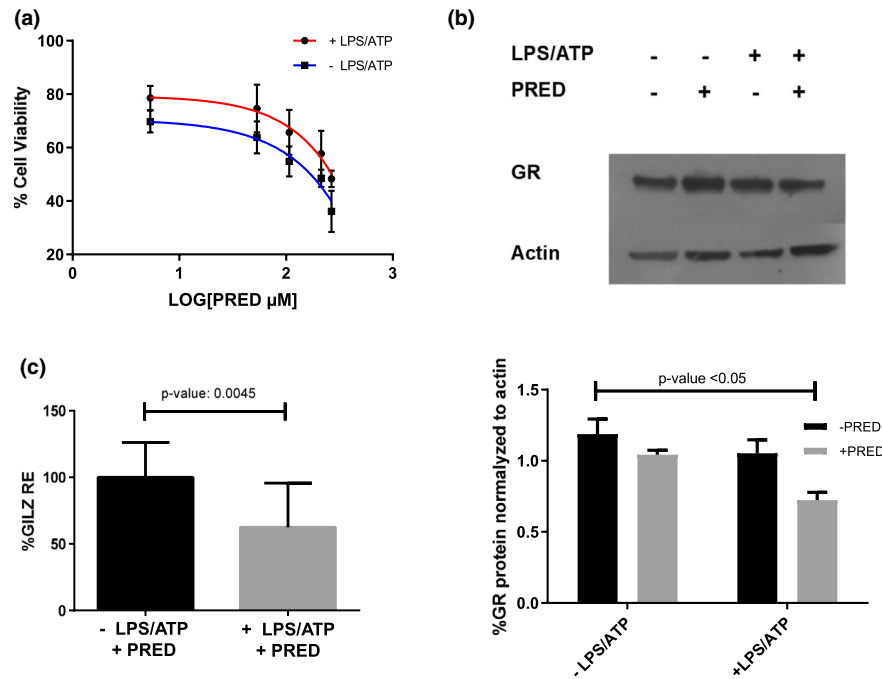 (a)
100
80
60
40
20
% Cell Viability
0 1 2 3
LOG[PRED µM]
+ LPS/ATP
- LPS/ATP
(b)
LPS/ATP - - + +
PRED - + - +
GR
Actin
(c)
p-value: 0.0045
150
100
50
0
%GILZ RE
- LPS/ATP
+ PRED
+ LPS/ATP
+ PRED
p-value <0.05
1.5
1.0
0.5
0.0
%GR protein normalyzed to actin
-PRED
+PRED
- LPS/ATP
+LPS/ATP